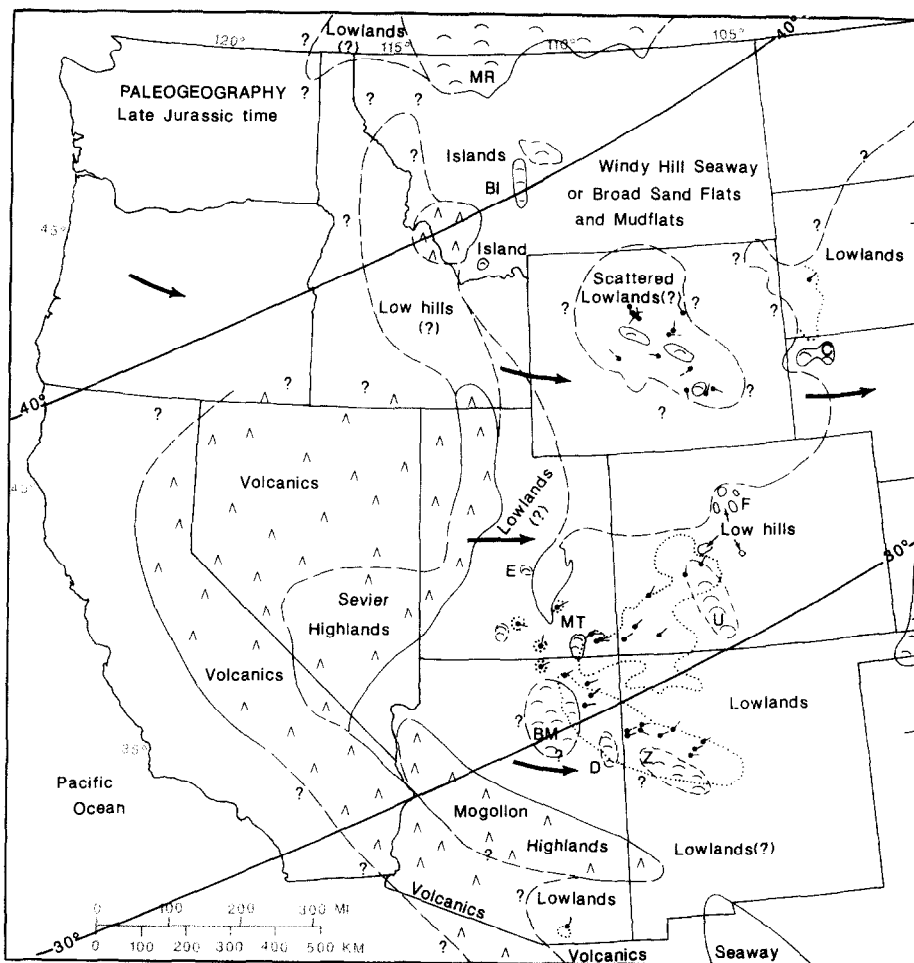 Lowlands
(?)
120°
115°
110°
105°
40°
MR
PALEOGEOGRAPHY
Late Jurassic time
?
?
?
?
?
Islands
BI
Windy Hill Seaway
or Broad Sand Flats
and Mudflats
?
?
45°
?
?
Island
Lowlands
Scattered
Lowlands(?)
?
?
?
?
Low hills
(?)
C
?
?
?
?
?
?
40°
40°
Volcanics
Lowlands
(?)
F
Low hills
30°
E
Sevier
Highlands
MT
U
Volcanics
Lowlands
?
BM
?
D
Z
?
35°
Pacific
Ocean
?
Mogollon
Highlands
?
Lowlands(?)
?
Volcanics
?
Lowlands
?
?
0 100 200 300 MI
0 100 200 300 400 500 KM
30°
?
Volcanics
Seaway